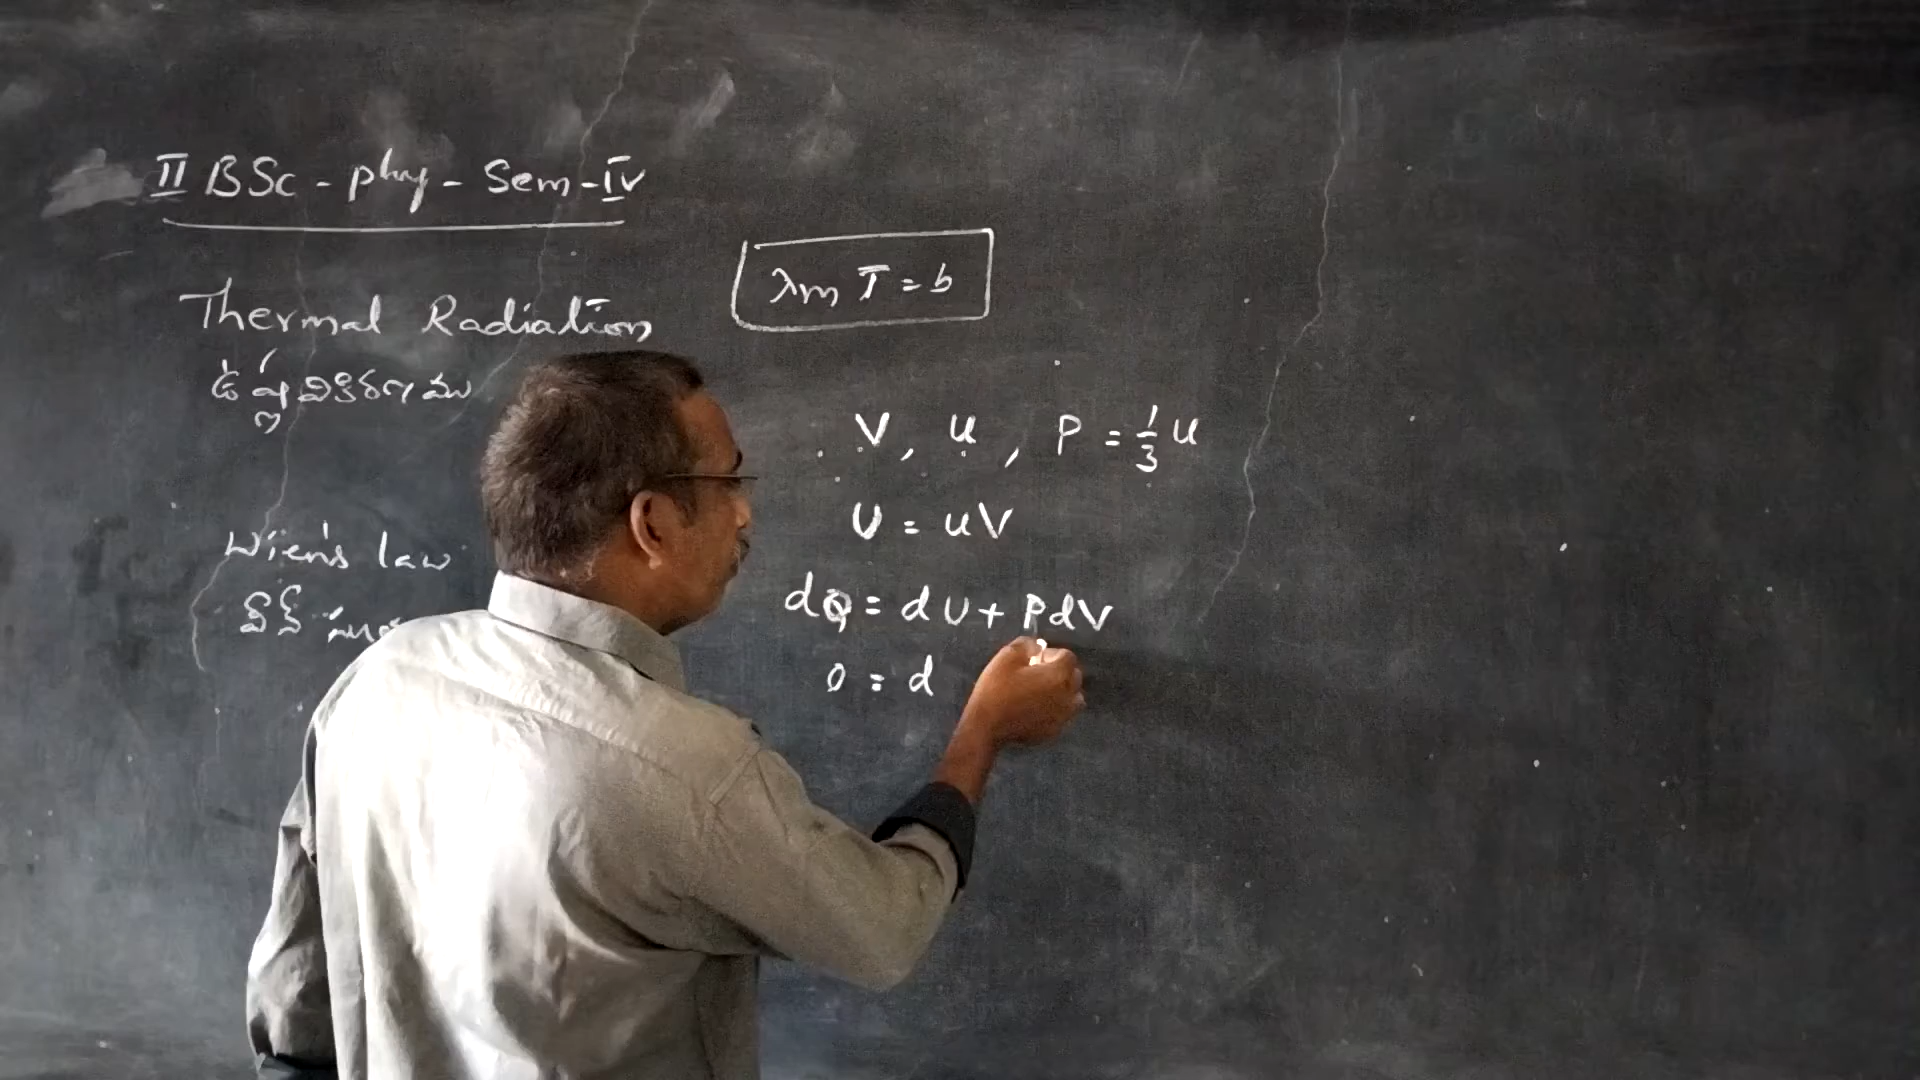 II BSc - phy - Sem - IV
Thermal Radiation
ఉష్ణ వికిరణము
Wien's law
వీన్
λm T = b
V, u, P = 1/3 u
U = uV
dQ = dU + PdV
0 = d